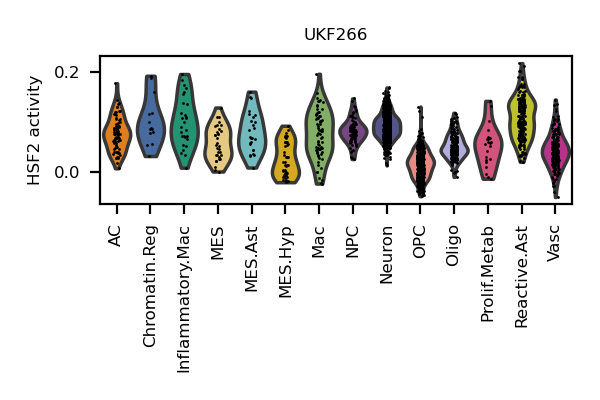 UKF266
HSF2 activity
0.2
0.0
AC
Chromatin.Reg
Inflammatory.Mac
MES
MES.Ast
MES.Hyp
Mac
NPC
Neuron
OPC
Oligo
Prolif.Metab
Reactive.Ast
Vasc